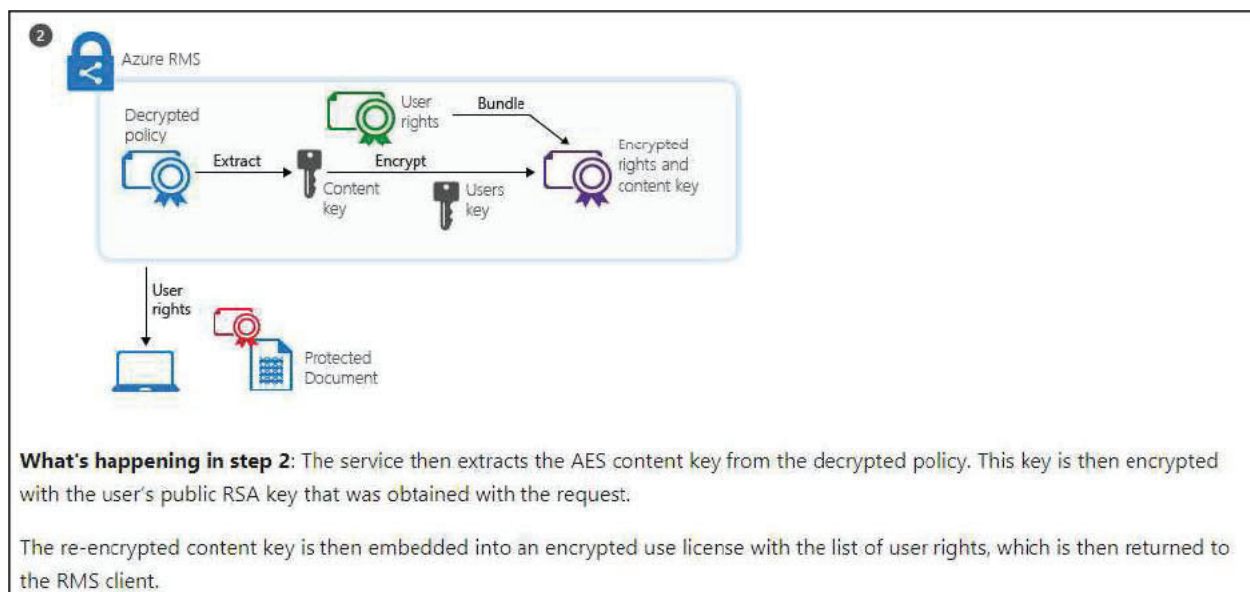 2
Azure RMS
Decrypted
policy
User
rights
Bundle
Extract
Encrypt
Encrypted
rights and
content key
Content
key
Users
key
User
rights
Protected
Document
What's happening in step 2: The service then extracts the AES content key from the decrypted policy. This key is then encrypted
with the user's public RSA key that was obtained with the request.
The re-encrypted content key is then embedded into an encrypted use license with the list of user rights, which is then returned to
the RMS client.